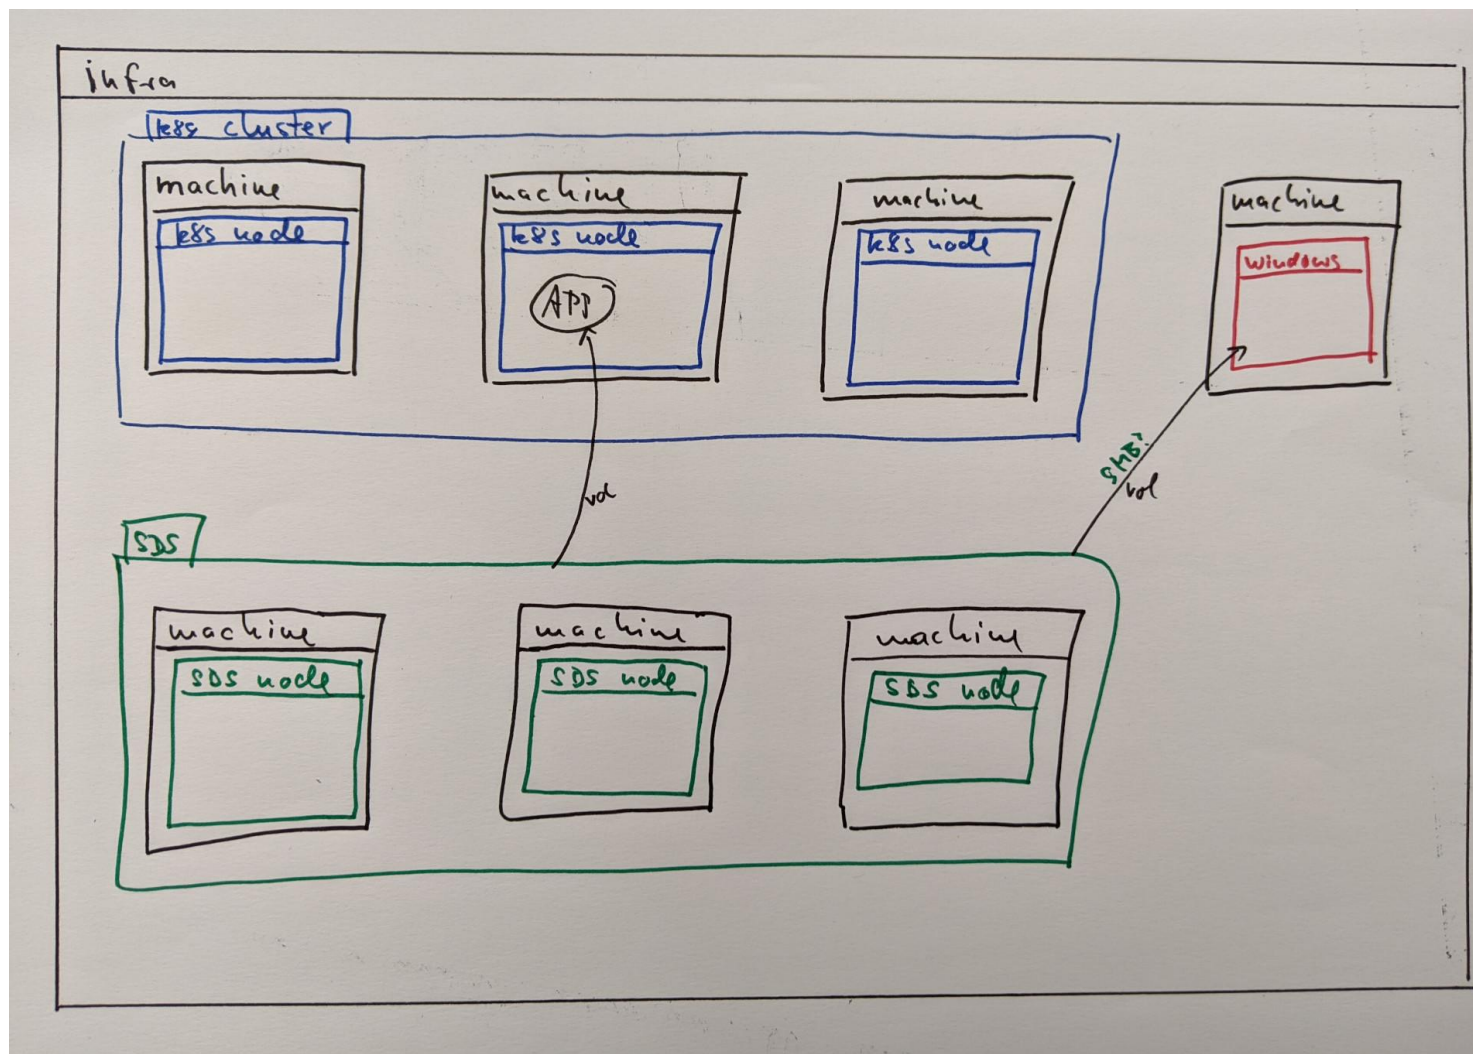 infra
k8s cluster
machine
k8s node
machine
k8s node
APP
machine
k8s node
machine
windows
SMB?
vol
vol
SDS
machine
SDS node
machine
SDS node
machine
SDS node